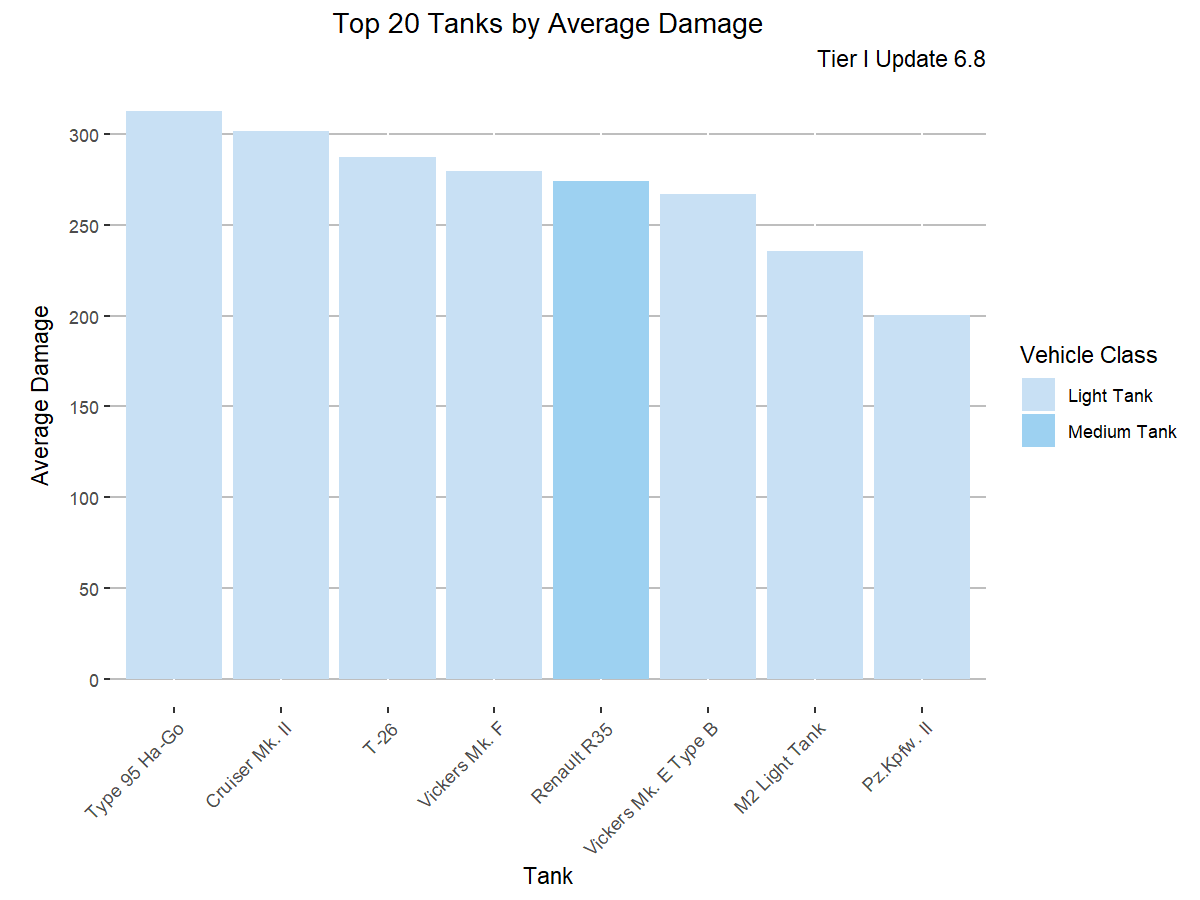 Top 20 Tanks by Average Damage
Tier I Update 6.8
Average Damage
300
250
200
150
100
50
0
Type 95 Ha-Go
Cruiser Mk. II
T-26
Vickers Mk. F
Renault R35
Vickers Mk. E Type B
M2 Light Tank
Pz.Kpfw. II
Tank
Vehicle Class
Light Tank
Medium Tank